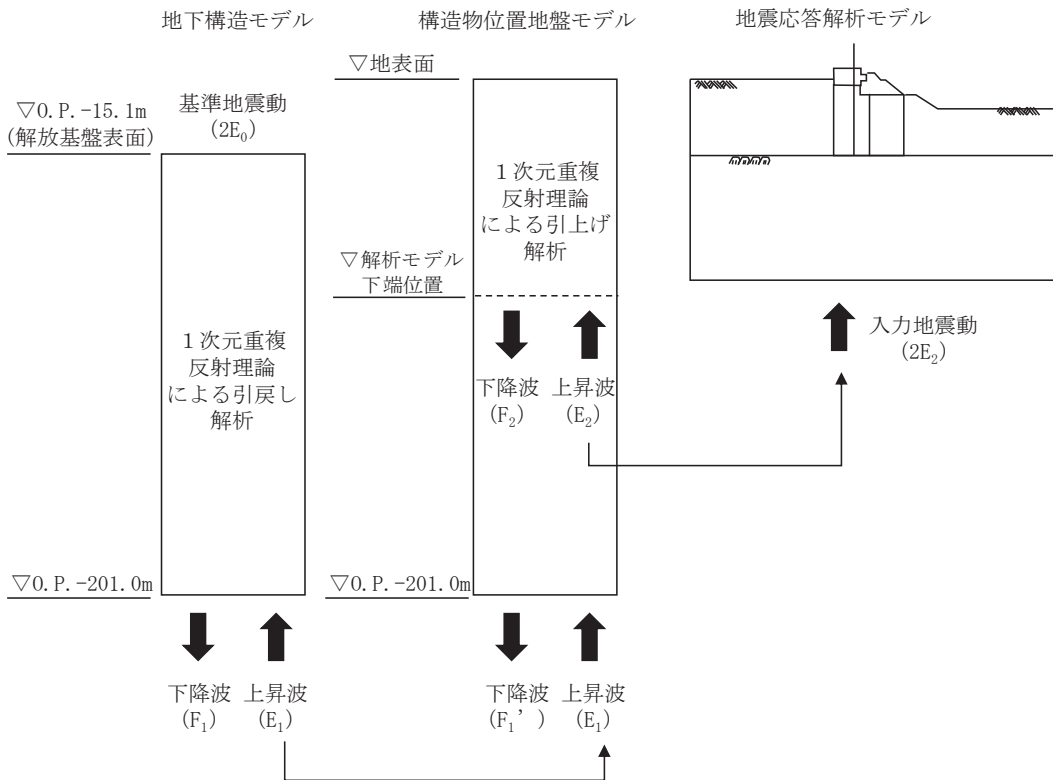 地下構造モデル
▽O.P.-15.1m
(解放基盤表面)
基準地震動
(2E₀)
1次元重複
反射理論
による引戻し
解析
▽O.P.-201.0m
下降波
(F₁)
上昇波
(E₁)
構造物位置地盤モデル
▽地表面
1次元重複
反射理論
による引上げ
解析
▽解析モデル
下端位置
下降波
(F₂)
上昇波
(E₂)
▽O.P.-201.0m
下降波
(F₁’)
上昇波
(E₁)
地震応答解析モデル
入力地震動
(2E₂)